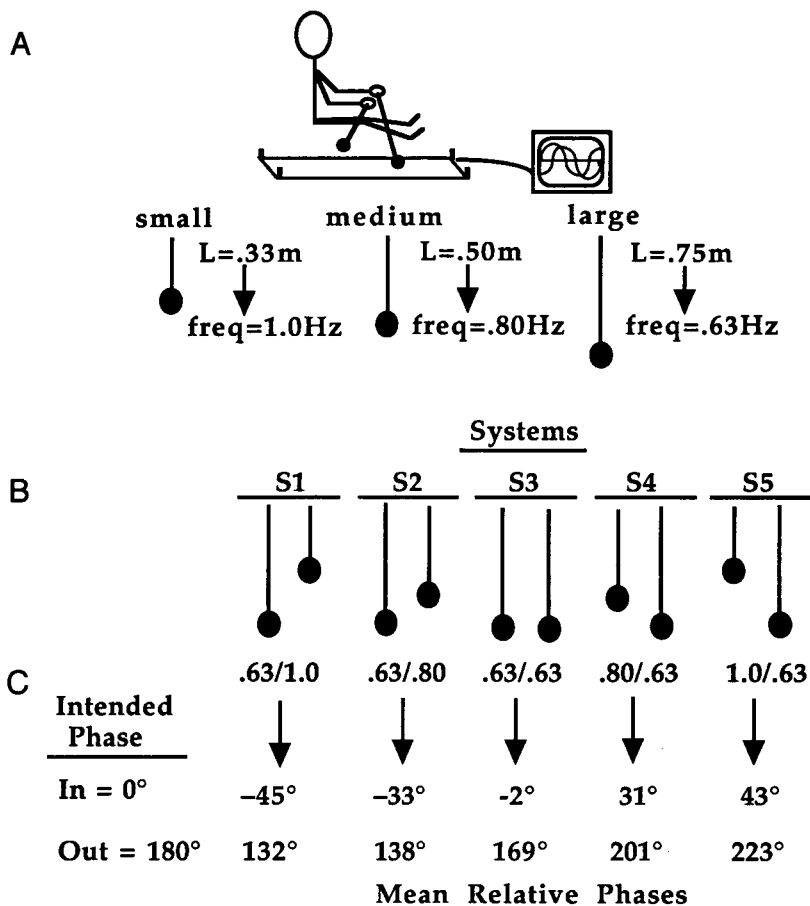 A
small medium large
L=.33m L=.50m L=.75m
freq=1.0Hz freq=.80Hz freq=.63Hz
Systems
B S1 S2 S3 S4 S5
C .63/1.0 .63/.80 .63/.63 .80/.63 1.0/.63
Intended
Phase
In = 0° –45° –33° -2° 31° 43°
Out = 180° 132° 138° 169° 201° 223°
Mean Relative Phases